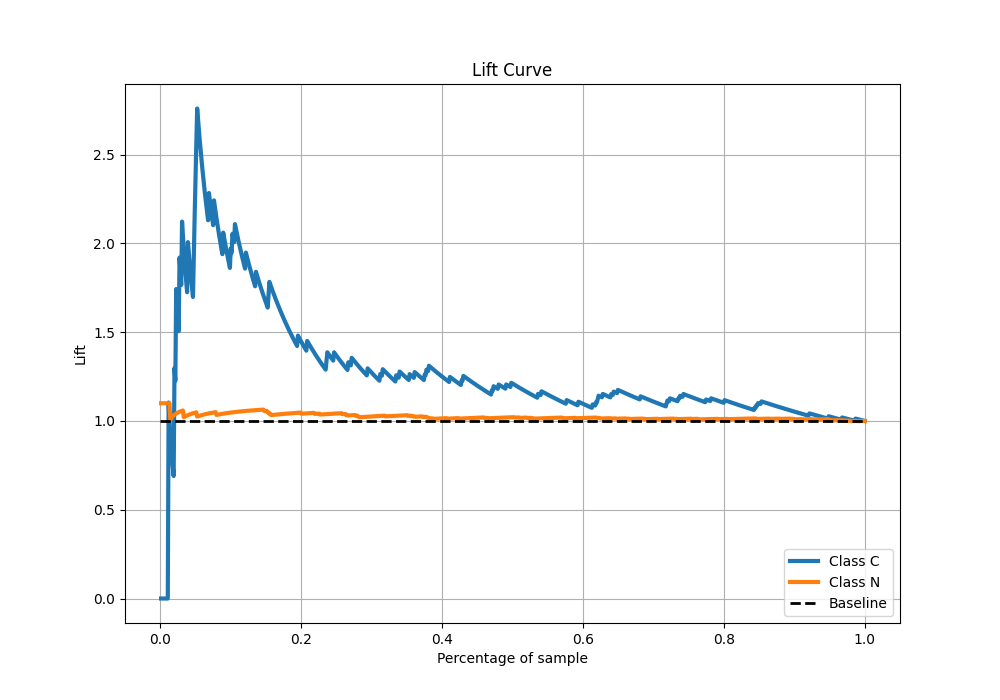 Lift Curve
Lift
2.5
2.0
1.5
1.0
0.5
0.0
0.0 0.2 0.4 0.6 0.8 1.0
Percentage of sample
Class C
Class N
Baseline